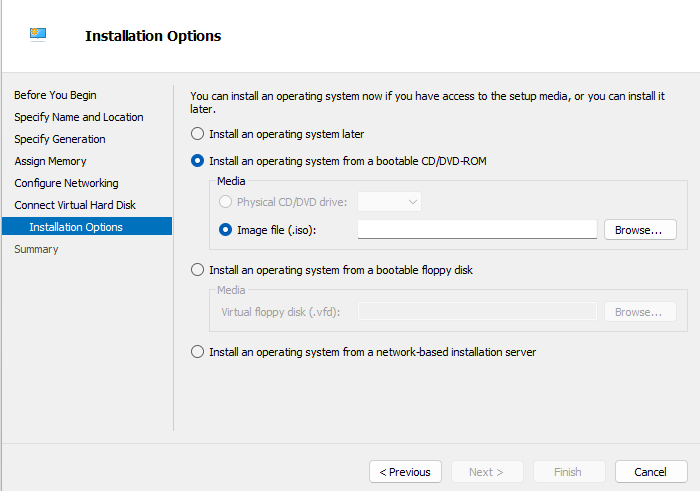 Installation Options
Before You Begin
Specify Name and Location
Specify Generation
Assign Memory
Configure Networking
Connect Virtual Hard Disk
Installation Options
Summary
You can install an operating system now if you have access to the setup media, or you can install it
later.
Install an operating system later
Install an operating system from a bootable CD/DVD-ROM
Media
Physical CD/DVD drive:
Image file (.iso):
Browse...
Install an operating system from a bootable floppy disk
Media
Virtual floppy disk (.vfd):
Browse...
Install an operating system from a network-based installation server
< Previous
Next >
Finish
Cancel